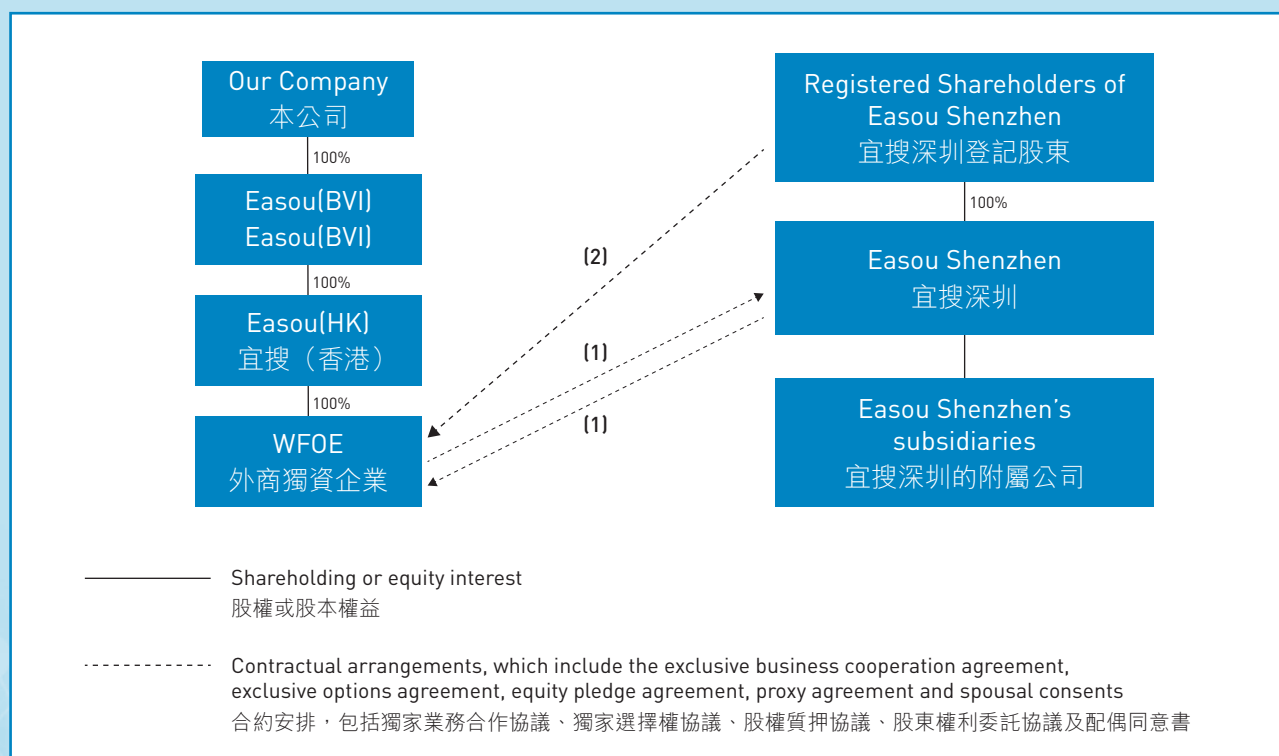 Our Company
本公司
100%
Easou(BVI)
Easou(BVI)
100%
Easou(HK)
宜搜（香港）
100%
WFOE
外商獨資企業
(2)
(1)
(1)
Registered Shareholders of
Easou Shenzhen
宜搜深圳登記股東
100%
Easou Shenzhen
宜搜深圳
Easou Shenzhen’s
subsidiaries
宜搜深圳的附屬公司
Shareholding or equity interest
股權或股本權益
Contractual arrangements, which include the exclusive business cooperation agreement,
exclusive options agreement, equity pledge agreement, proxy agreement and spousal consents
合約安排，包括獨家業務合作協議、獨家選擇權協議、股權質押協議、股東權利委託協議及配偶同意書